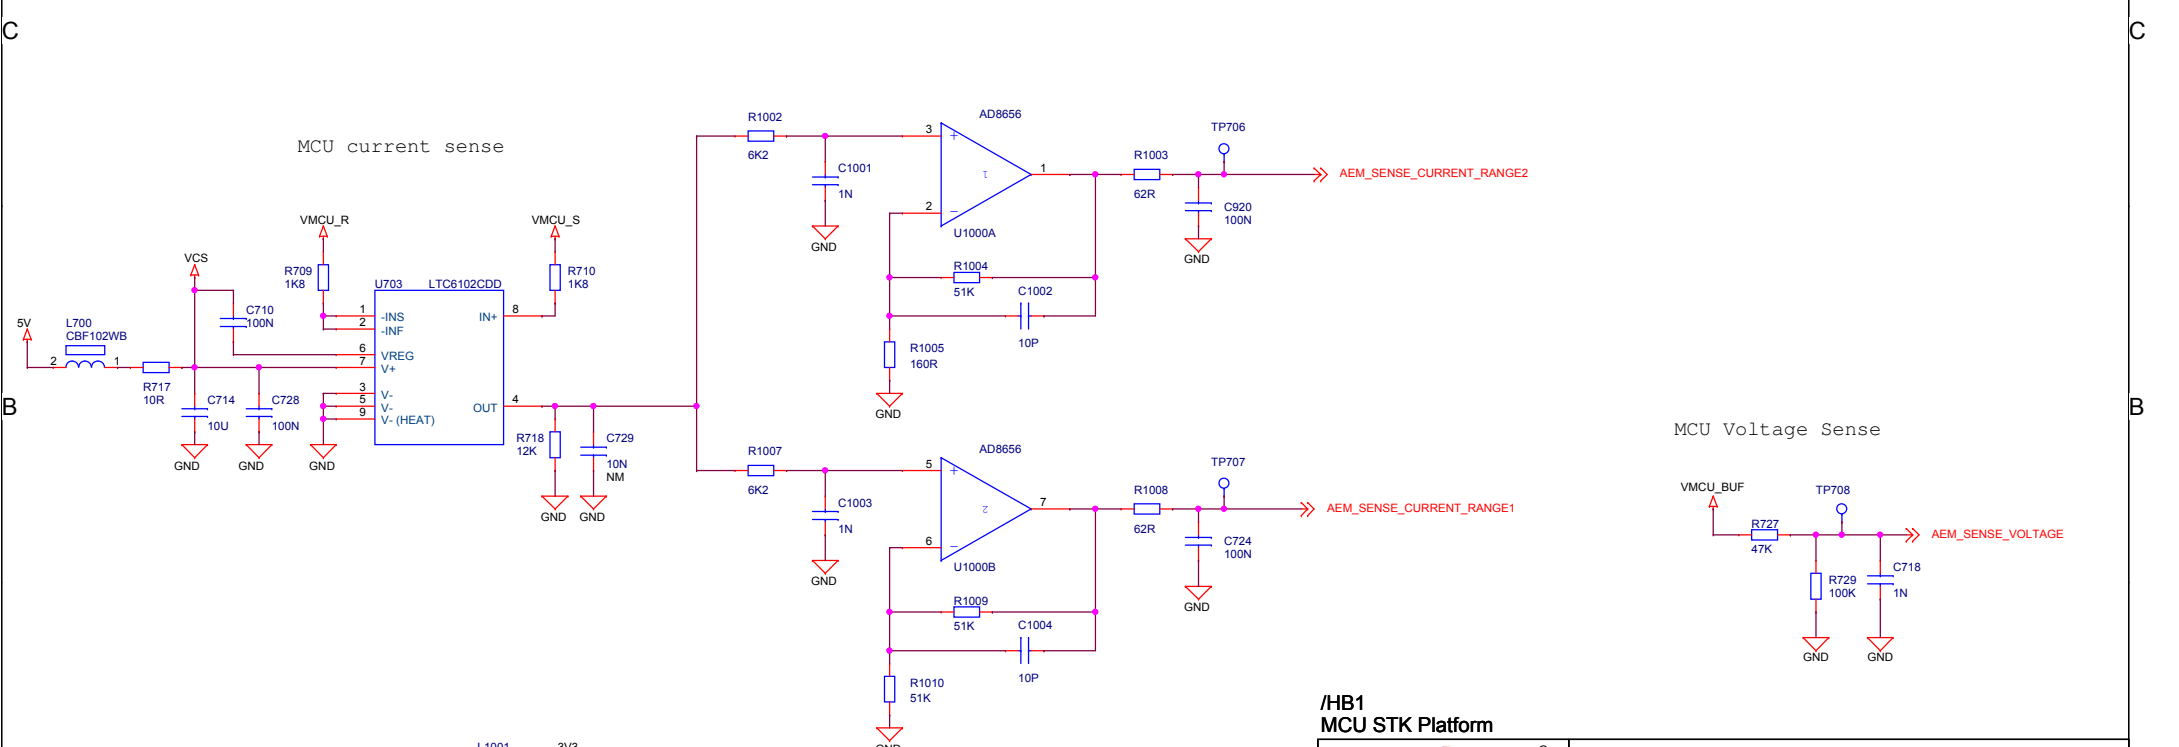 C
C
MCU current sense
R1002
6K2
C1001
1N
GND
AD8656
3
+
1
1
2
−
U1000A
R1004
51K
C1002
10P
R1005
160R
GND
R1003
62R
TP706
C920
100N
GND
AEM_SENSE_CURRENT_RANGE2
VMCU_R
R709
1K8
VMCU_S
R710
1K8
VCS
C710
100N
5V
L700
CBF102WB
2
1
R717
10R
C714
10U
GND
C728
100N
GND
GND
U703
LTC6102CDD
1
-INS
2
-INF
6
VREG
7
V+
3
V-
5
V-
9
V- (HEAT)
IN+
8
OUT
4
R718
12K
GND
C729
10N
NM
GND
B
B
R1007
6K2
C1003
1N
GND
AD8656
5
+
2
7
6
−
U1000B
R1009
51K
C1004
10P
R1010
51K
R1008
62R
TP707
C724
100N
GND
AEM_SENSE_CURRENT_RANGE1
MCU Voltage Sense
VMCU_BUF
R727
47K
TP708
R729
100K
GND
C718
1N
GND
AEM_SENSE_VOLTAGE
/HB1
MCU STK Platform